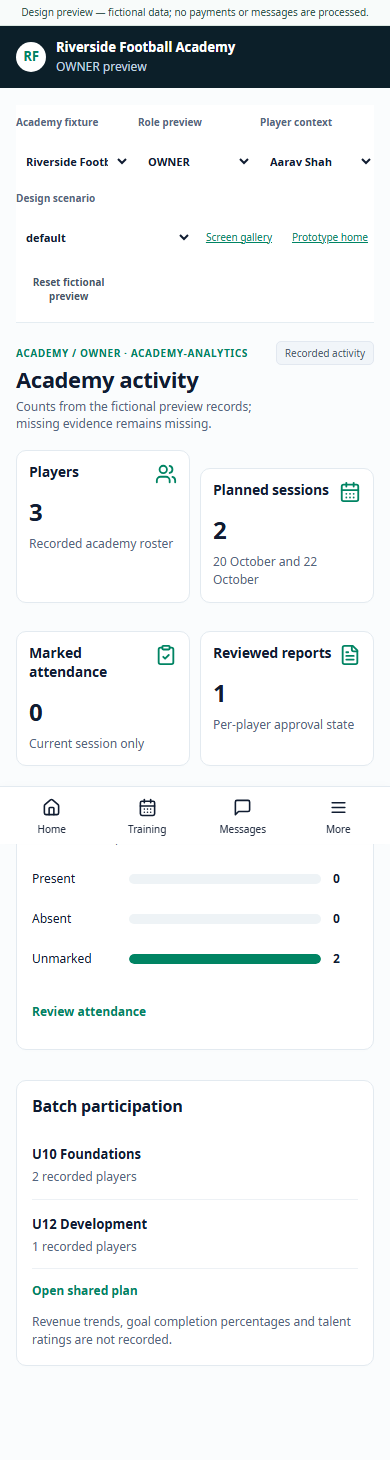 Design preview — fictional data; no payments or messages are processed.
RF
Riverside Football Academy
OWNER preview
Academy fixture
Role preview
Player context
Riverside Footb
OWNER
Aarav Shah
Design scenario
default
Screen gallery
Prototype home
Reset fictional
preview
ACADEMY / OWNER · ACADEMY-ANALYTICS
Recorded activity
Academy activity
Counts from the fictional preview records;
missing evidence remains missing.
Players
3
Recorded academy roster
Planned sessions
2
20 October and 22
October
Marked
attendance
0
Current session only
Reviewed reports
1
Per-player approval state
Home
Training
Messages
More
Present
0
Absent
0
Unmarked
2
Review attendance
Batch participation
U10 Foundations
2 recorded players
U12 Development
1 recorded players
Open shared plan
Revenue trends, goal completion percentages and talent
ratings are not recorded.